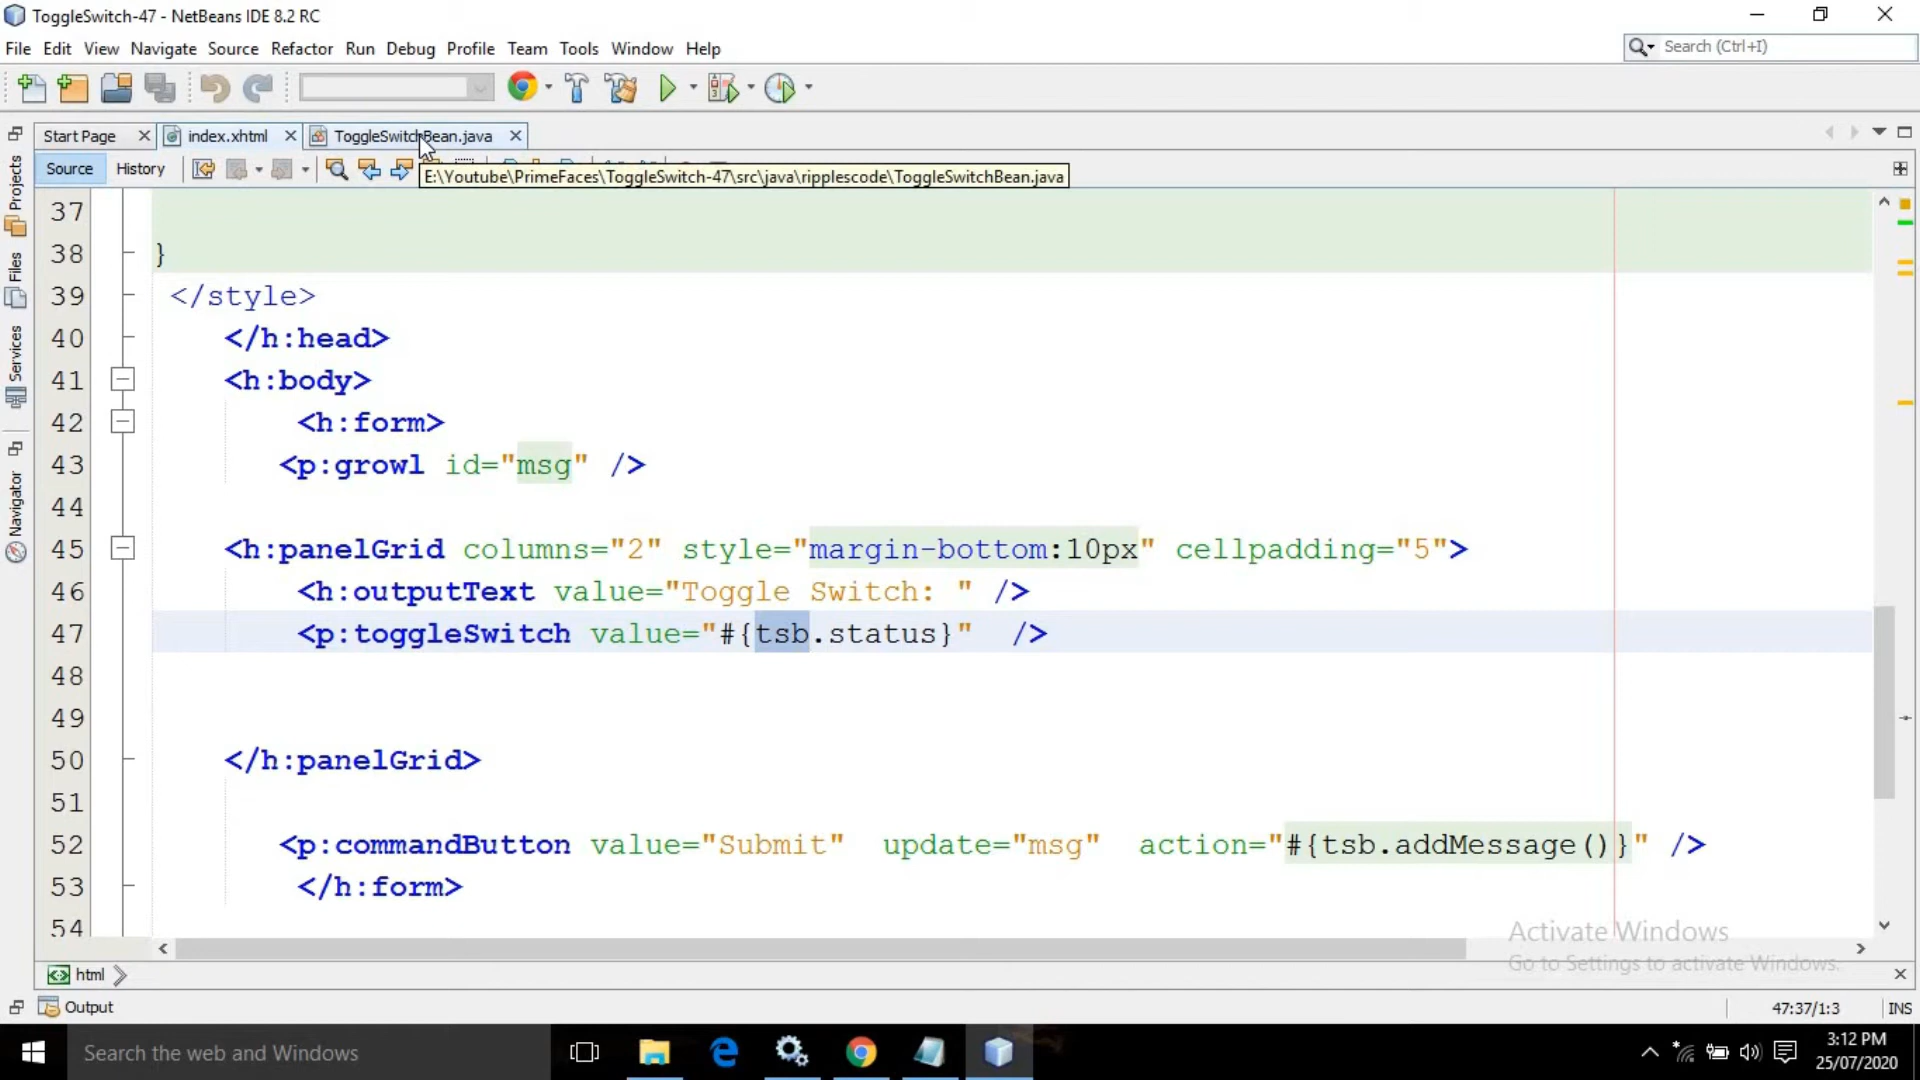 ToggleSwitch-47 - NetBeans IDE 8.2 RC
File Edit View Navigate Source Refactor Run Debug Profile Team Tools Window Help
Search (Ctrl+I)
Start Page index.xhtml ToggleSwitchBean.java
Source History
E:\Youtube\PrimeFaces\ToggleSwitch-47\src\java\ripplescode\ToggleSwitchBean.java
Projects
Files
Services
Navigator
37
38 }
39 </style>
40 </h:head>
41 <h:body>
42 <h:form>
43 <p:growl id="msg" />
44
45 <h:panelGrid columns="2" style="margin-bottom:10px" cellpadding="5">
46 <h:outputText value="Toggle Switch: " />
47 <p:toggleSwitch value="#{tsb.status}" />
48
49
50 </h:panelGrid>
51
52 <p:commandButton value="Submit" update="msg" action="#{tsb.addMessage()}" />
53 </h:form>
54
Activate Windows
Go to Settings to activate Windows.
html
Output
47:37/1:3 INS
Search the web and Windows
3:12 PM
25/07/2020